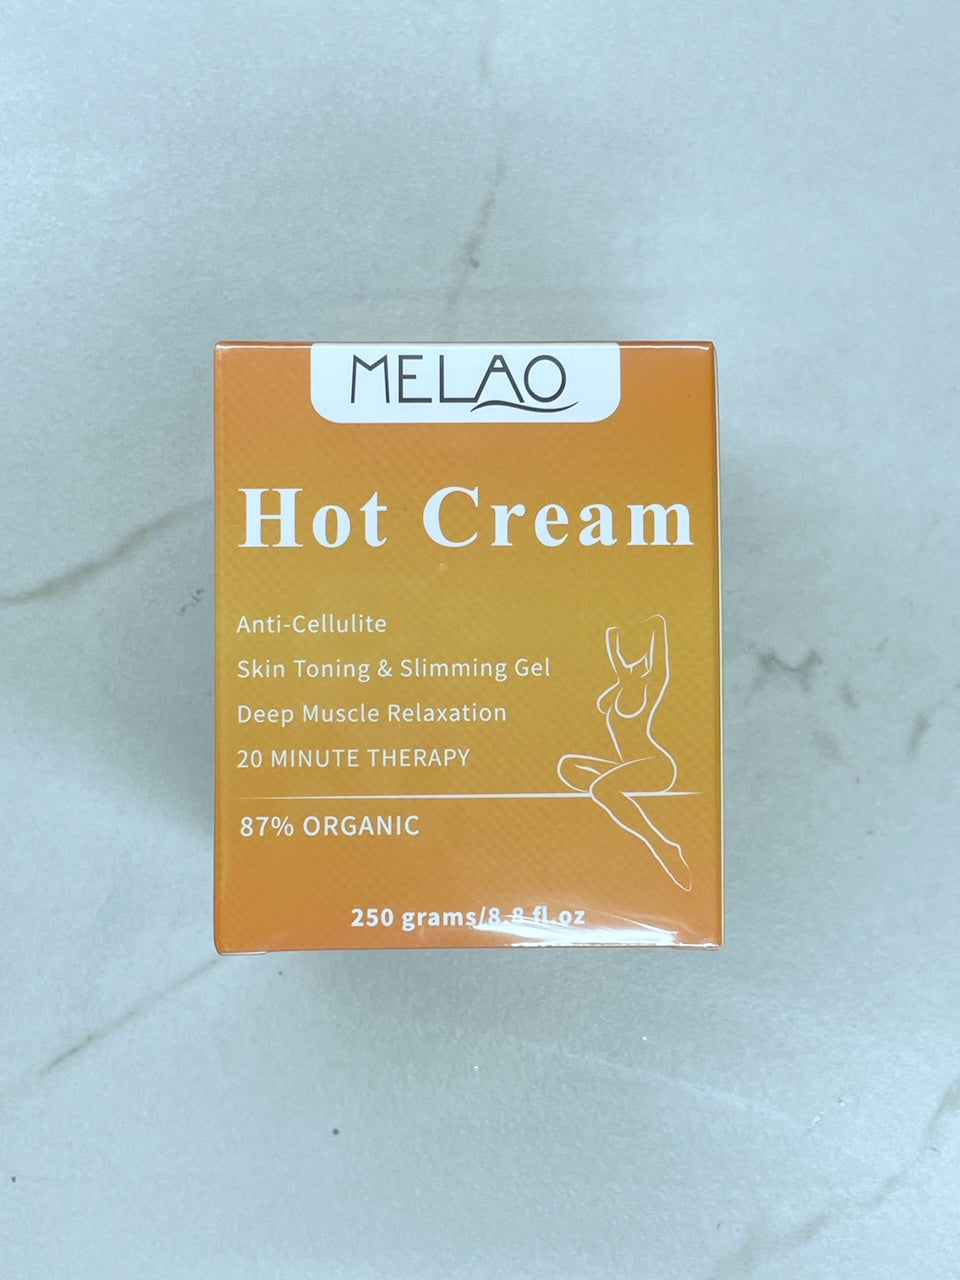 MELAO
Hot Cream
Anti-Cellulite
Skin Toning & Slimming Gel
Deep Muscle Relaxation
20 MINUTE THERAPY
87% ORGANIC
250 grams/8.8 fl.oz